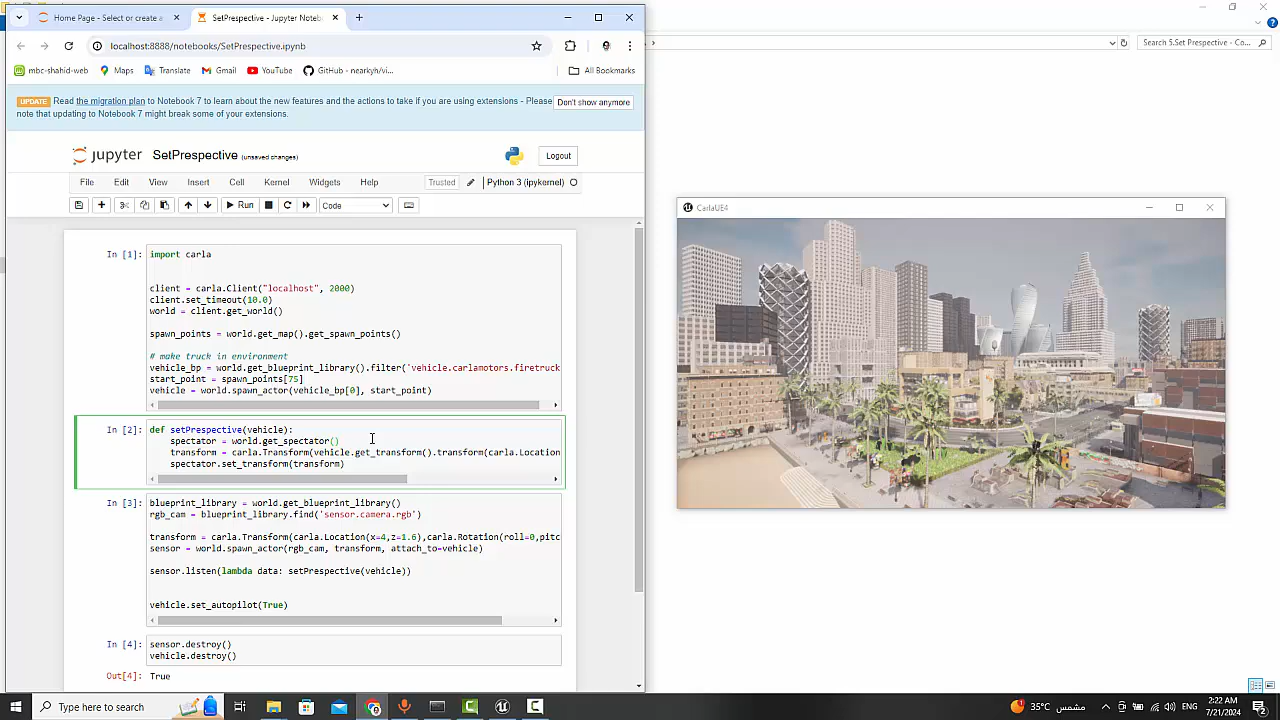 Home Page - Select or create a
SetPrespective - Jupyter Noteb
localhost:8888/notebooks/SetPrespective.ipynb
mbc-shahid-web
Maps
Translate
Gmail
YouTube
GitHub - nearkyh/vi...
All Bookmarks
Search 5.Set Prespective - Co...
UPDATE Read the migration plan to Notebook 7 to learn about the new features and the actions to take if you are using extensions - Please
note that updating to Notebook 7 might break some of your extensions.
Don't show anymore
jupyter SetPrespective (unsaved changes)
Logout
File Edit View Insert Cell Kernel Widgets Help
Trusted
Python 3 (ipykernel)
Run
Code
In [1]:
import carla
client = carla.Client("localhost", 2000)
client.set_timeout(10.0)
world = client.get_world()
spawn_points = world.get_map().get_spawn_points()
# make truck in environment
vehicle_bp = world.get_blueprint_library().filter('vehicle.carlamotors.firetruck
start_point = spawn_points[75]
vehicle = world.spawn_actor(vehicle_bp[0], start_point)
In [2]:
def setPrespective(vehicle):
spectator = world.get_spectator()
transform = carla.Transform(vehicle.get_transform().transform(carla.Location
spectator.set_transform(transform)
In [3]:
blueprint_library = world.get_blueprint_library()
rgb_cam = blueprint_library.find('sensor.camera.rgb')
transform = carla.Transform(carla.Location(x=4,z=1.6),carla.Rotation(roll=0,pitc
sensor = world.spawn_actor(rgb_cam, transform, attach_to=vehicle)
sensor.listen(lambda data: setPrespective(vehicle))
vehicle.set_autopilot(True)
In [4]:
sensor.destroy()
vehicle.destroy()
Out[4]: True
CarlaUE4
Type here to search
35°C مشمس
ENG
2:22 AM
7/21/2024